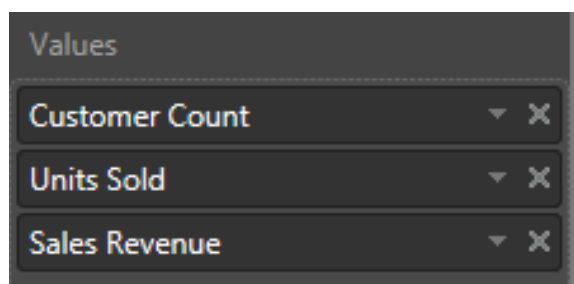 Values
Customer Count
Units Sold
Sales Revenue